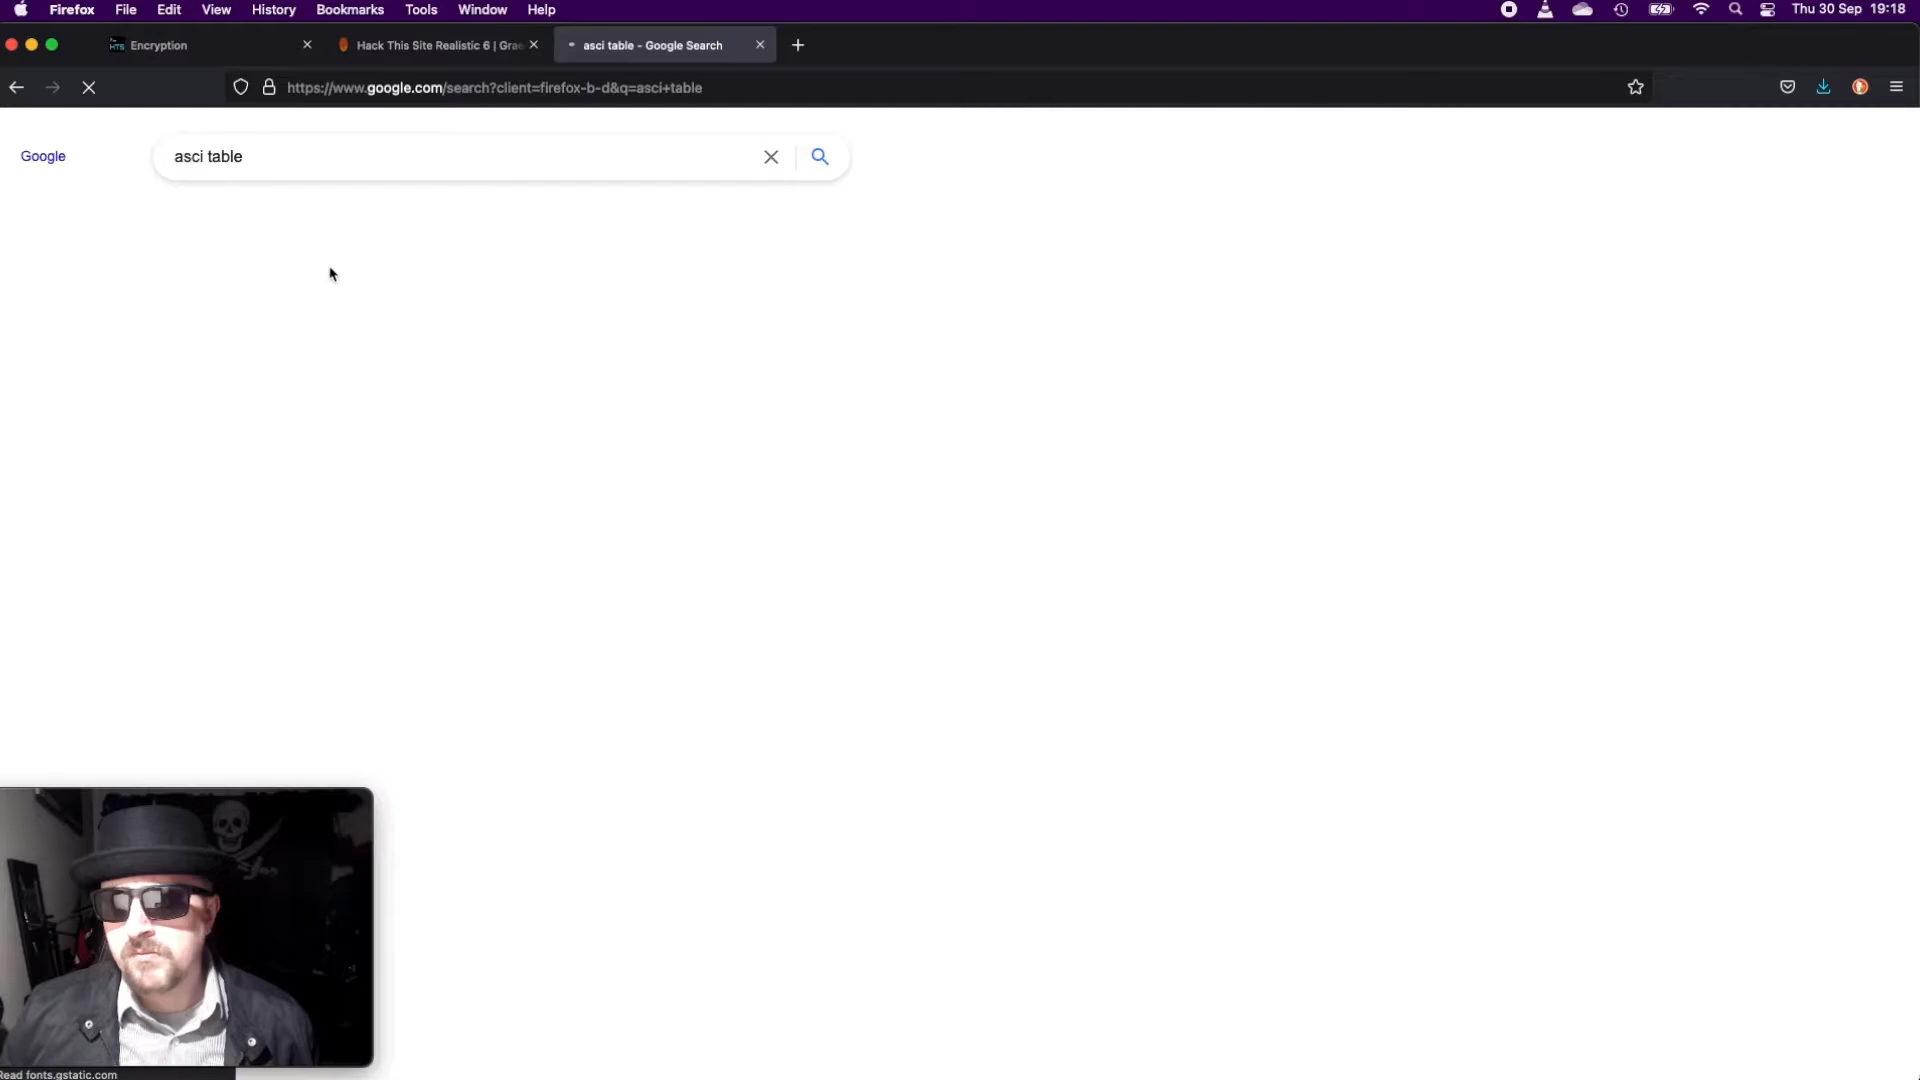 Firefox File Edit View History Bookmarks Tools Window Help Thu 30 Sep 19:18
HTS Encryption Hack This Site Realistic 6 | Grae asci table - Google Search
https://www.google.com/search?client=firefox-b-d&q=asci+table
Google asci table
Read fonts.gstatic.com